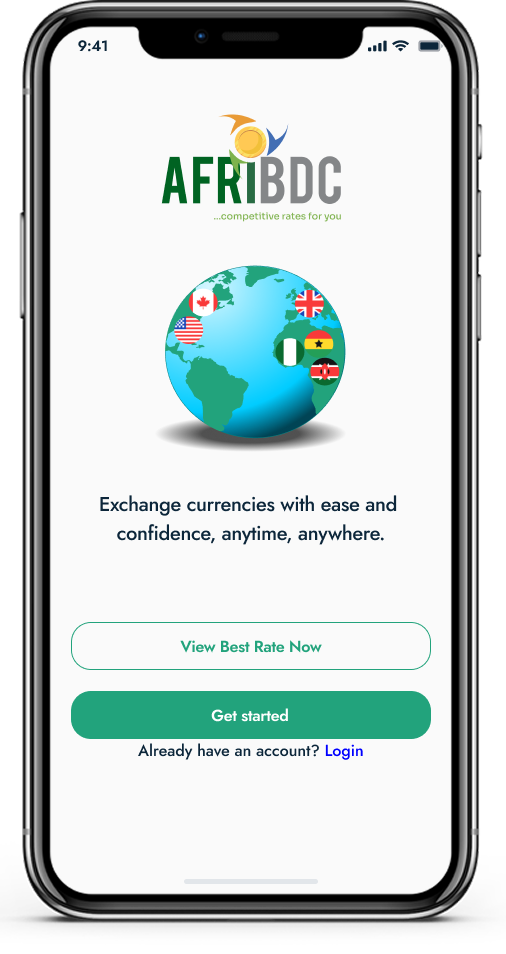 9:41
AFRIBDC
...competitive rates for you
Exchange currencies with ease and
confidence, anytime, anywhere.
View Best Rate Now
Get started
Already have an account? Login